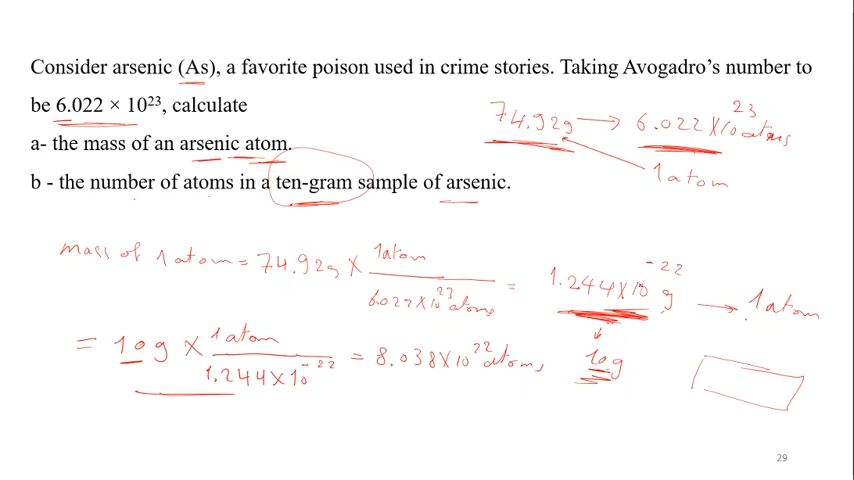 Consider arsenic (As), a favorite poison used in crime stories. Taking Avogadro's number to
be 6.022 × 10²³, calculate
a- the mass of an arsenic atom.
b - the number of atoms in a ten-gram sample of arsenic.
74.92g → 6.022 X 10²³ atoms
1 atom
mass of 1 atom = 74.92g X 1 atom / 6.022 X 10²³ atoms = 1.244 X 10⁻²² g → 1 atom
= 10 g X 1 atom / 1.244 X 10⁻²² = 8.038 X 10²² atoms
10g
29